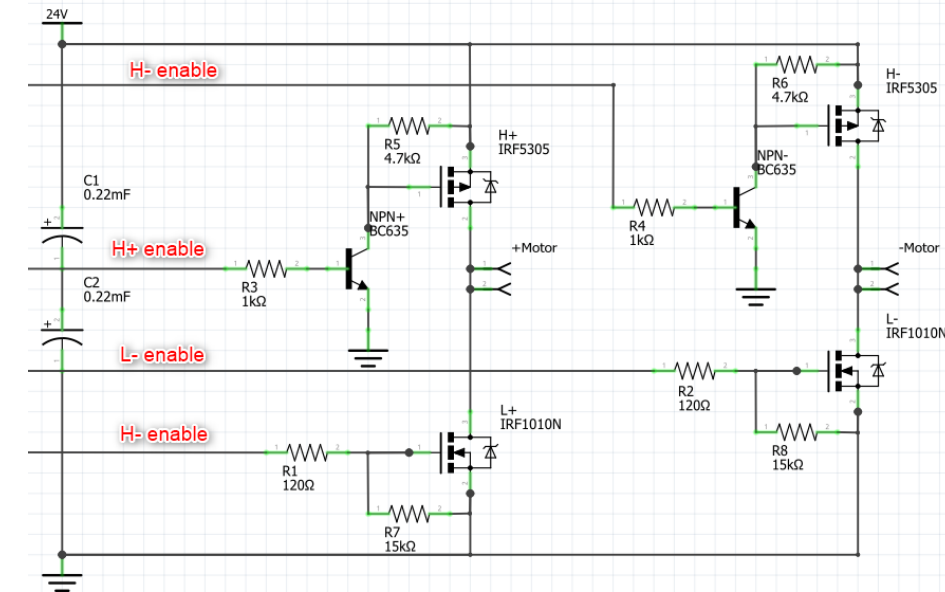 24V
H- enable
R6
4.7kΩ
H-
IRF5305
R5
4.7kΩ
H+
IRF5305
C1
0.22mF
NPN+
BC635
NPN-
BC635
R4
1kΩ
H+ enable
R3
1kΩ
+Motor
-Motor
C2
0.22mF
L- enable
L-
IRF1010N
R2
120Ω
H- enable
L+
IRF1010N
R1
120Ω
R8
15kΩ
R7
15kΩ